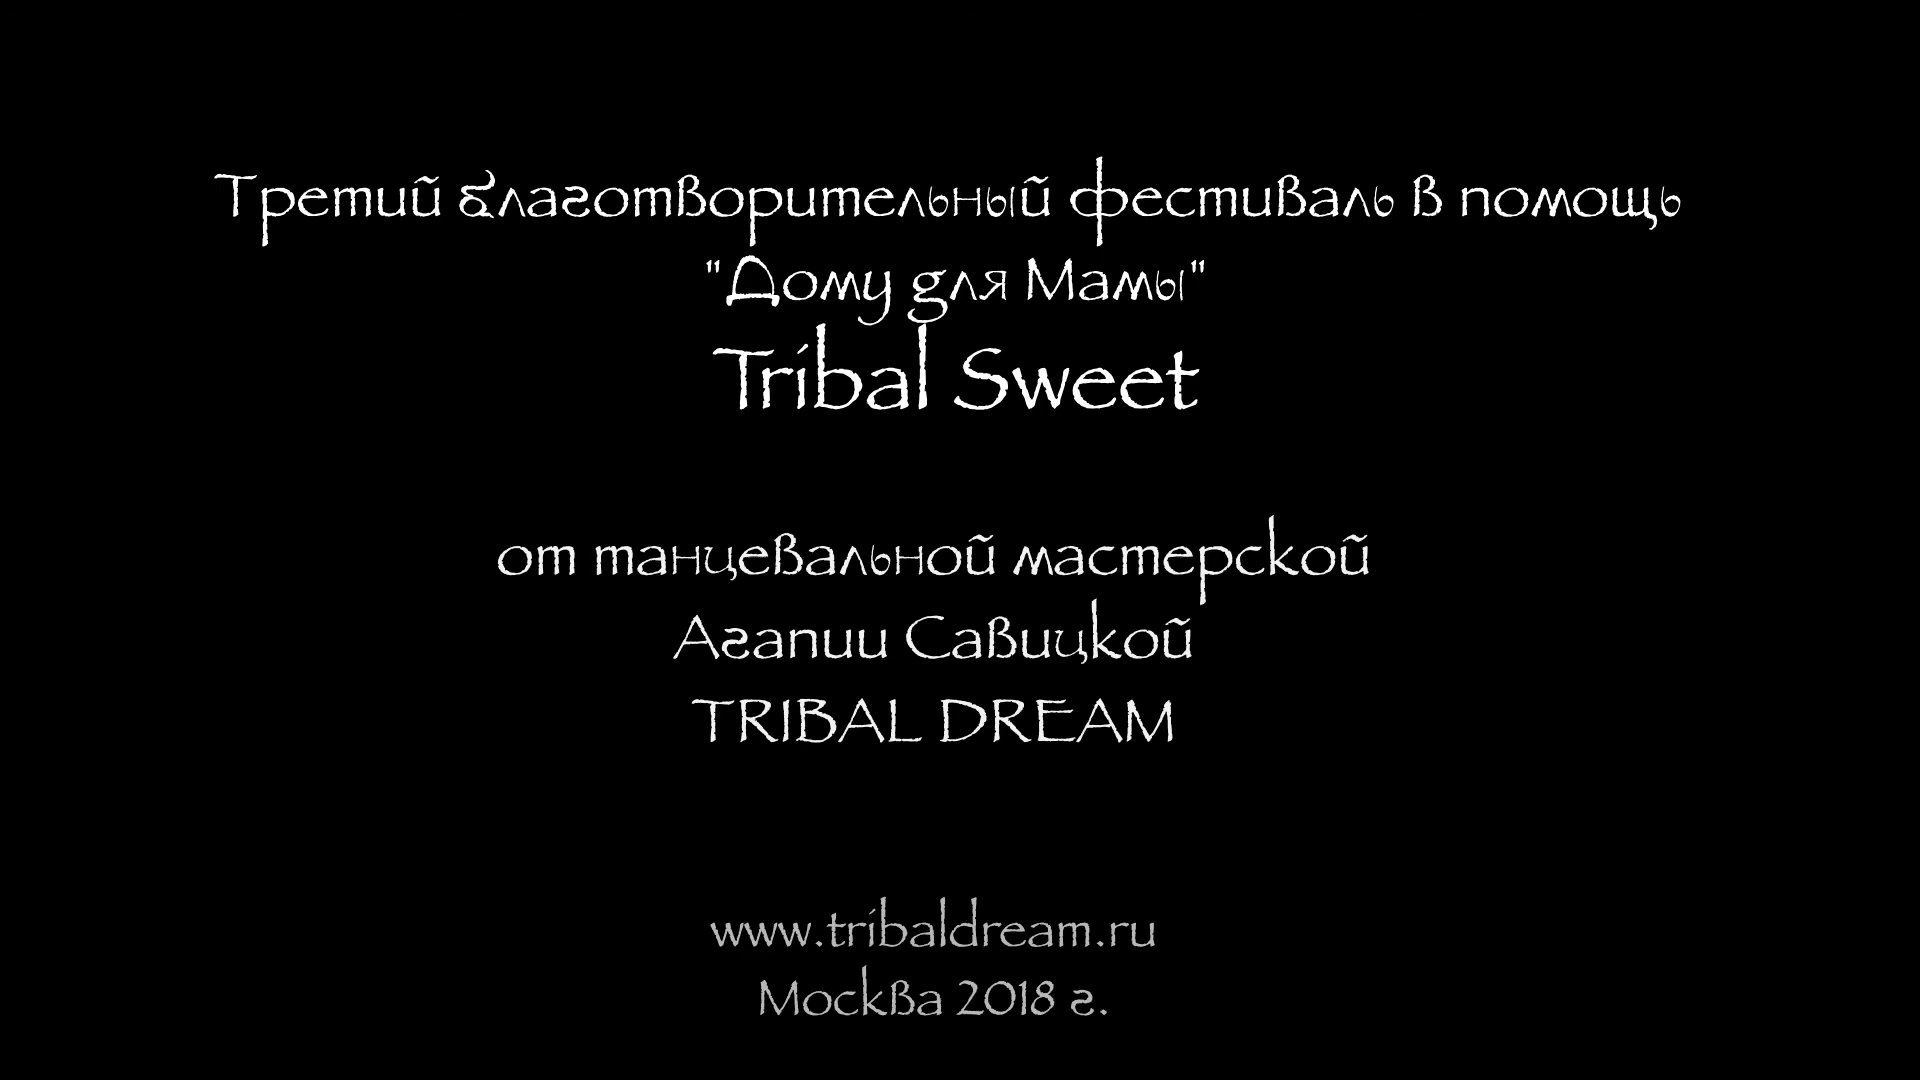 Третий благотворительный фестиваль в помощь
"Дому для Мамы"
Tribal Sweet
от танцевальной мастерской
Агапии Савицкой
TRIBAL DREAM
www.tribaldream.ru
Москва 2018 г.